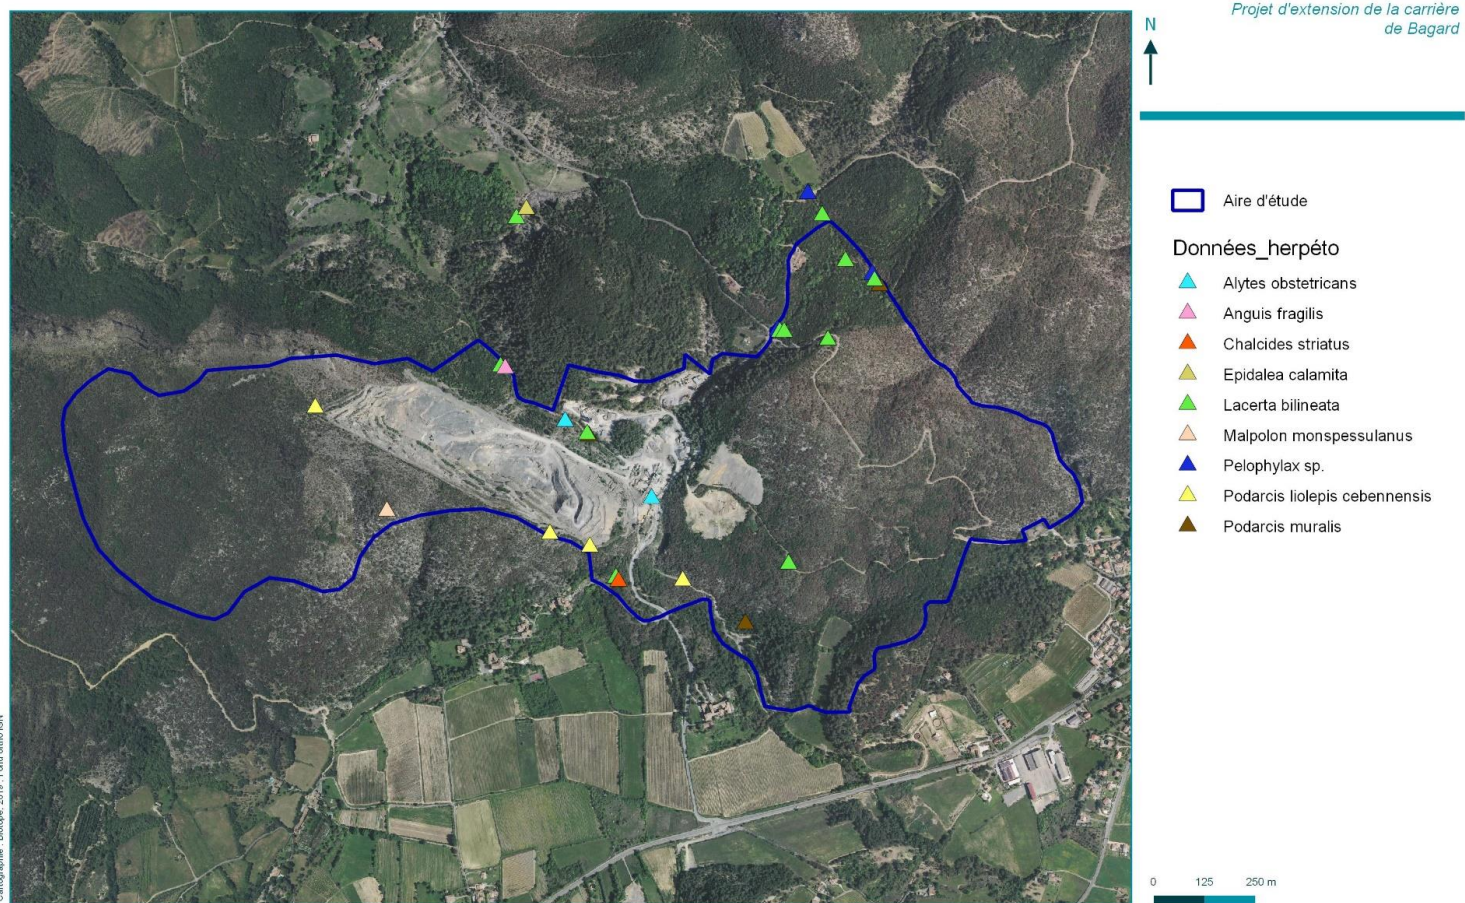 Projet d'extension de la carrière
de Bagard
N
Aire d'étude
Données_herpéto
Alytes obstetricans
Anguis fragilis
Chalcides striatus
Epidalea calamita
Lacerta bilineata
Malpolon monspessulanus
Pelophylax sp.
Podarcis liolepis cebennensis
Podarcis muralis
0 125 250 m